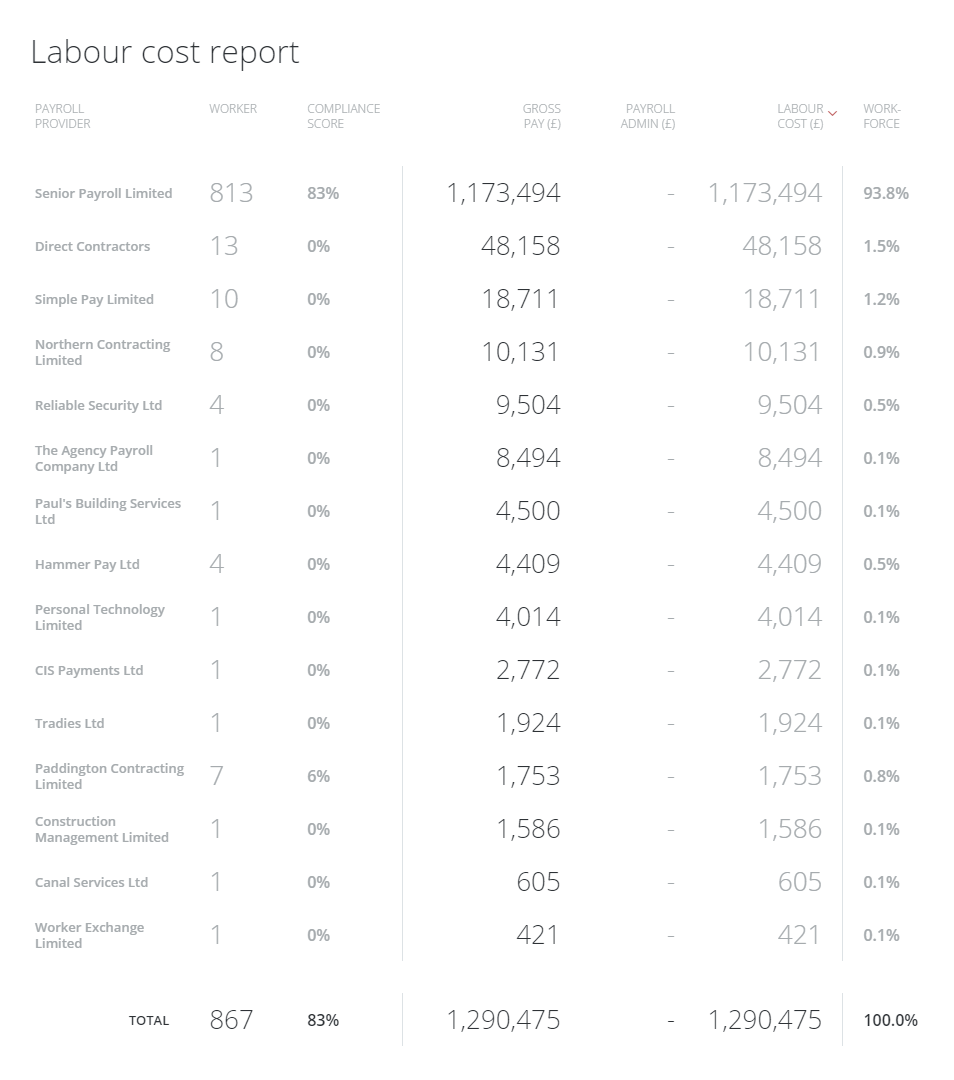 Labour cost report
PAYROLL PROVIDER WORKER COMPLIANCE SCORE GROSS PAY (£) PAYROLL ADMIN (£) LABOUR COST (£) WORK-FORCE
Senior Payroll Limited 813 83% 1,173,494 - 1,173,494 93.8%
Direct Contractors 13 0% 48,158 - 48,158 1.5%
Simple Pay Limited 10 0% 18,711 - 18,711 1.2%
Northern Contracting Limited 8 0% 10,131 - 10,131 0.9%
Reliable Security Ltd 4 0% 9,504 - 9,504 0.5%
The Agency Payroll Company Ltd 1 0% 8,494 - 8,494 0.1%
Paul's Building Services Ltd 1 0% 4,500 - 4,500 0.1%
Hammer Pay Ltd 4 0% 4,409 - 4,409 0.5%
Personal Technology Limited 1 0% 4,014 - 4,014 0.1%
CIS Payments Ltd 1 0% 2,772 - 2,772 0.1%
Tradies Ltd 1 0% 1,924 - 1,924 0.1%
Paddington Contracting Limited 7 6% 1,753 - 1,753 0.8%
Construction Management Limited 1 0% 1,586 - 1,586 0.1%
Canal Services Ltd 1 0% 605 - 605 0.1%
Worker Exchange Limited 1 0% 421 - 421 0.1%
TOTAL 867 83% 1,290,475 - 1,290,475 100.0%